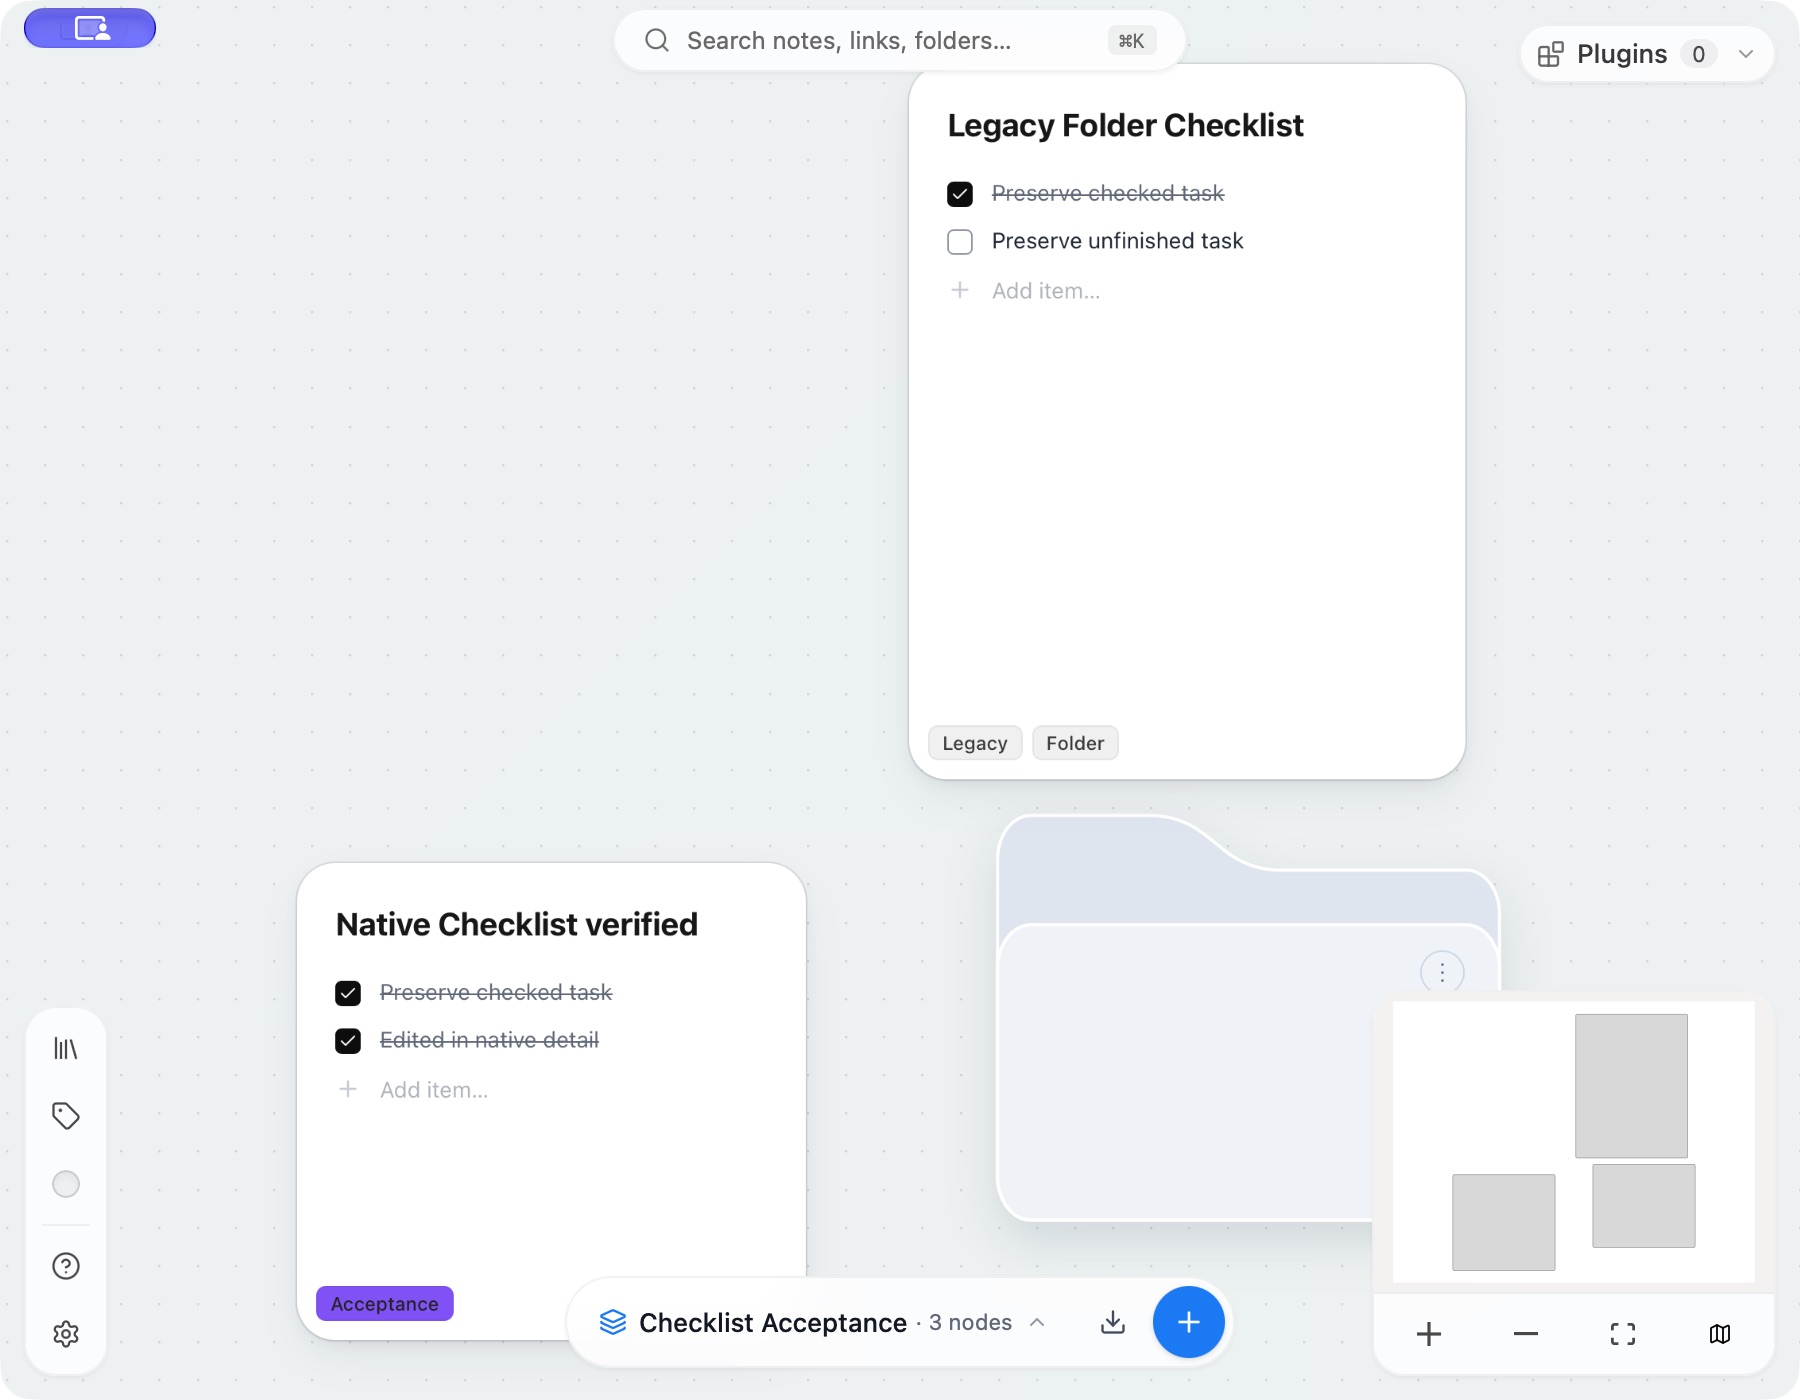 Search notes, links, folders...
⌘K
Plugins 0
Legacy Folder Checklist
Preserve checked task
Preserve unfinished task
Add item...
Legacy Folder
Native Checklist verified
Preserve checked task
Edited in native detail
Add item...
Acceptance
Checklist Acceptance · 3 nodes